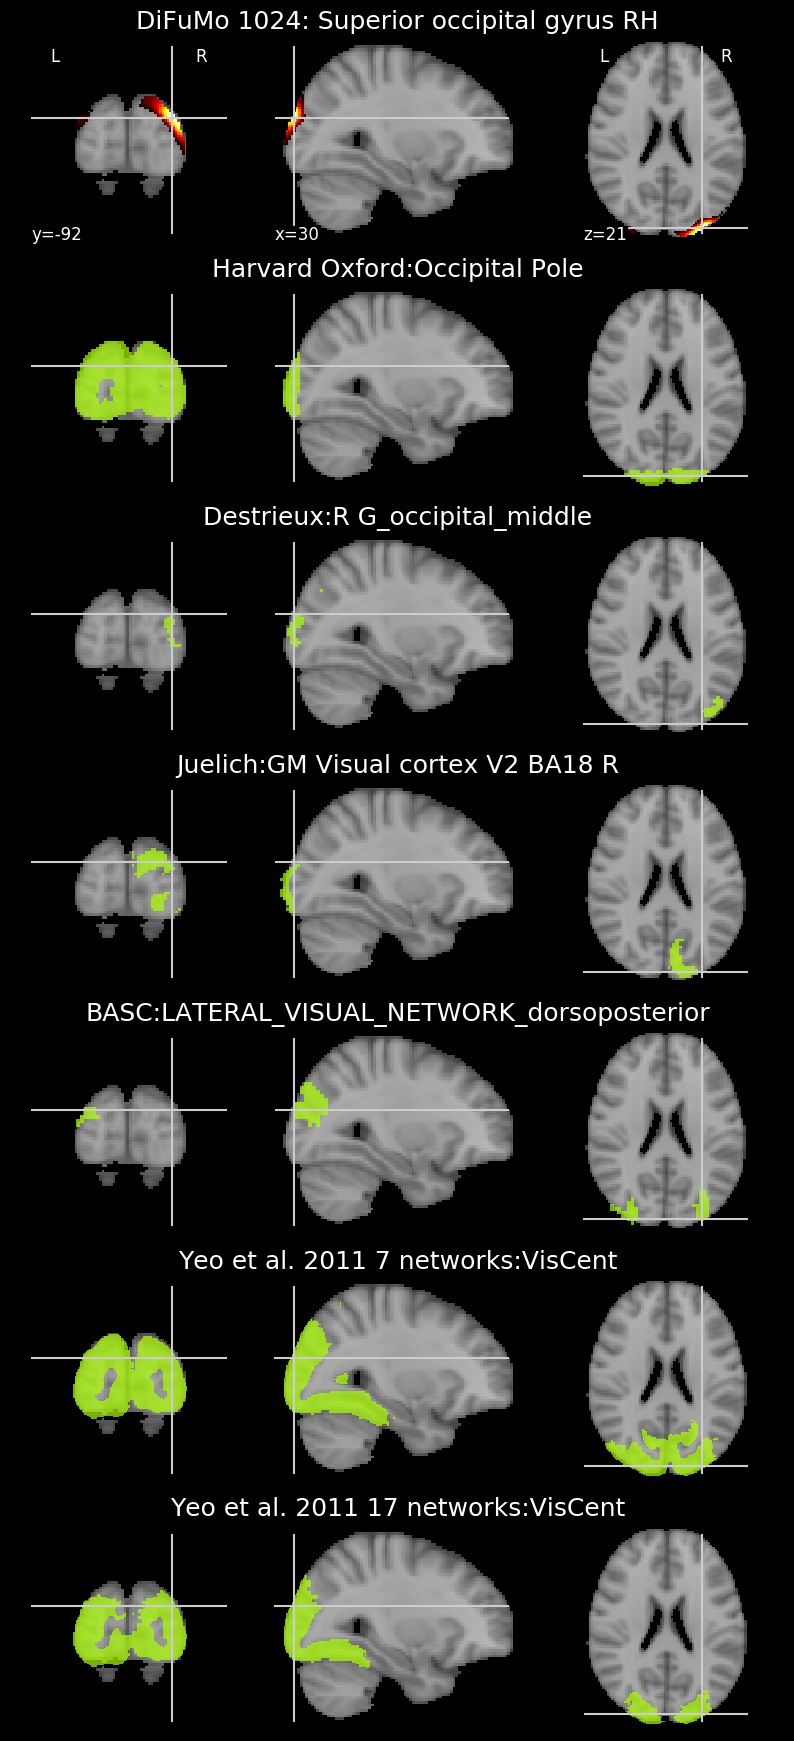 DiFuMo 1024: Superior occipital gyrus RH
L R L R
y=-92 x=30 z=21
Harvard Oxford:Occipital Pole
Destrieux:R G_occipital_middle
Juelich:GM Visual cortex V2 BA18 R
BASC:LATERAL_VISUAL_NETWORK_dorsoposterior
Yeo et al. 2011 7 networks:VisCent
Yeo et al. 2011 17 networks:VisCent